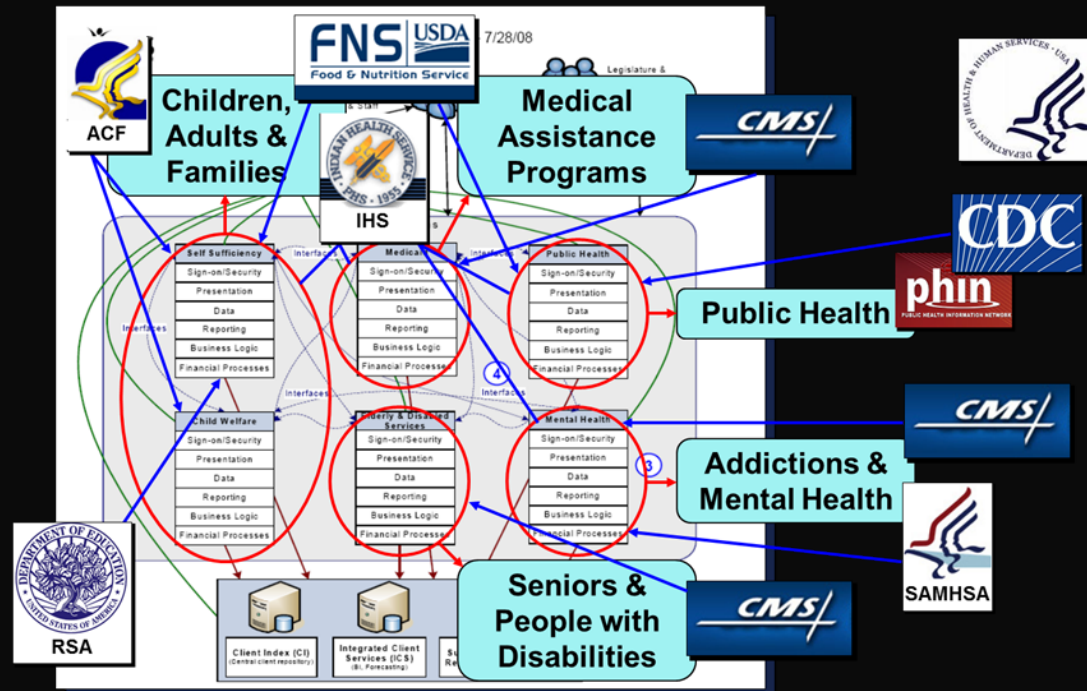 FNS USDA
Food & Nutrition Service
- 7/28/08
Legislature &
& Staff
ACF
Children,
Adults &
Families
INDIAN HEALTH SERVICE
PHS · 1955
IHS
Medical
Assistance
Programs
CMS
DEPARTMENT OF HEALTH & HUMAN SERVICES · USA
CDC
phin
PUBLIC HEALTH INFORMATION NETWORK
Self Sufficiency
Sign-on/Security
Presentation
Data
Reporting
Business Logic
Financial Processes
Interfaces
Sign-on/Security
Presentation
Data
Reporting
Business Logic
Financial Processes
Interfaces
Public Health
Sign-on/Security
Presentation
Data
Reporting
Business Logic
Financial Processes
Public Health
Interfaces
Interfaces
Interfaces
4
Child Welfare
Sign-on/Security
Presentation
Data
Reporting
Business Logic
Financial Processes
Elderly & Disabled
Services
Sign-on/Security
Presentation
Data
Reporting
Business Logic
Financial Processes
Mental Health
Sign-on/Security
Presentation
Data
Reporting
Business Logic
Financial Processes
3
CMS
Addictions &
Mental Health
SAMHSA
DEPARTMENT OF EDUCATION
UNITED STATES OF AMERICA
RSA
Client Index (CI)
(Central client repository)
Integrated Client
Services (ICS)
(BI, Forecasting)
Seniors &
People with
Disabilities
CMS